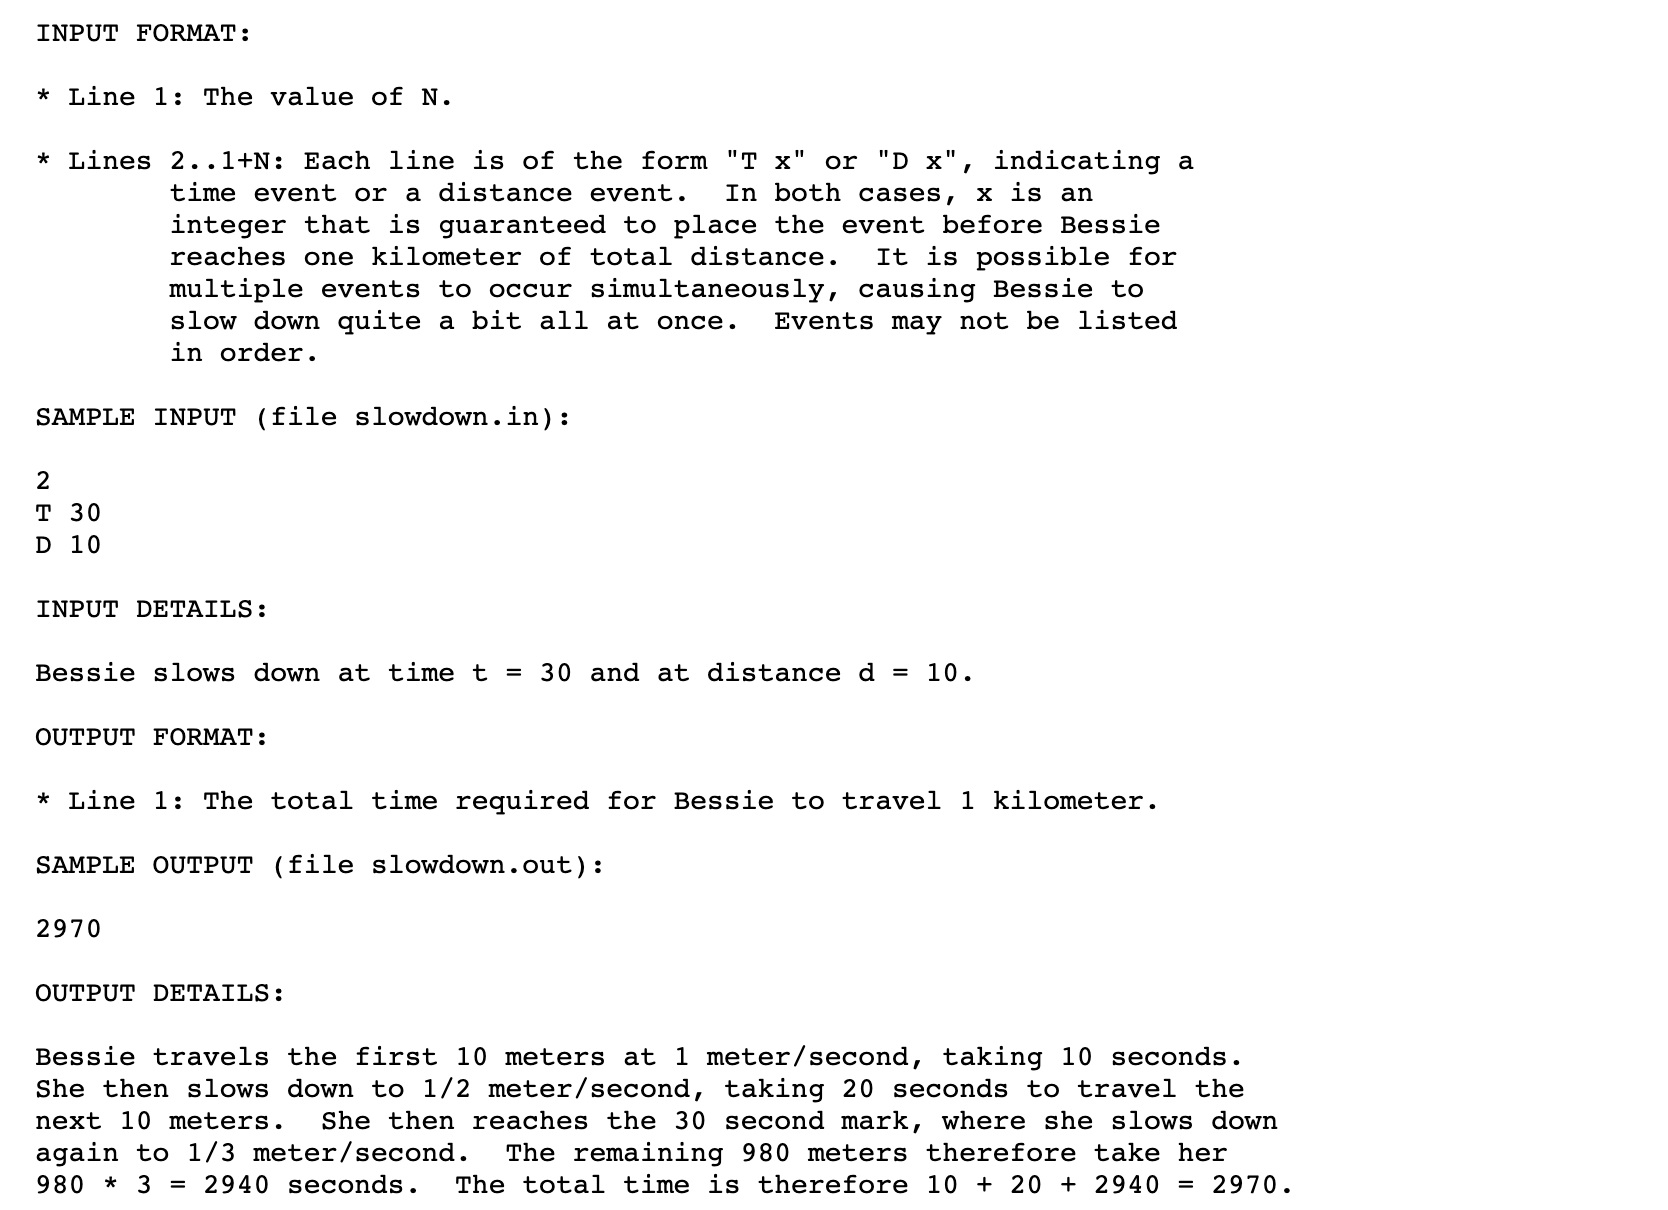 INPUT FORMAT:
* Line 1: The value of N.
* Lines 2..1+N: Each line is of the form "T x" or "D x", indicating a
time event or a distance event.  In both cases, x is an
integer that is guaranteed to place the event before Bessie
reaches one kilometer of total distance.  It is possible for
multiple events to occur simultaneously, causing Bessie to
slow down quite a bit all at once.  Events may not be listed
in order.
SAMPLE INPUT (file slowdown.in):
2
T 30
D 10
INPUT DETAILS:
Bessie slows down at time t = 30 and at distance d = 10.
OUTPUT FORMAT:
* Line 1: The total time required for Bessie to travel 1 kilometer.
SAMPLE OUTPUT (file slowdown.out):
2970
OUTPUT DETAILS:
Bessie travels the first 10 meters at 1 meter/second, taking 10 seconds.
She then slows down to 1/2 meter/second, taking 20 seconds to travel the
next 10 meters.  She then reaches the 30 second mark, where she slows down
again to 1/3 meter/second.  The remaining 980 meters therefore take her
980 * 3 = 2940 seconds.  The total time is therefore 10 + 20 + 2940 = 2970.